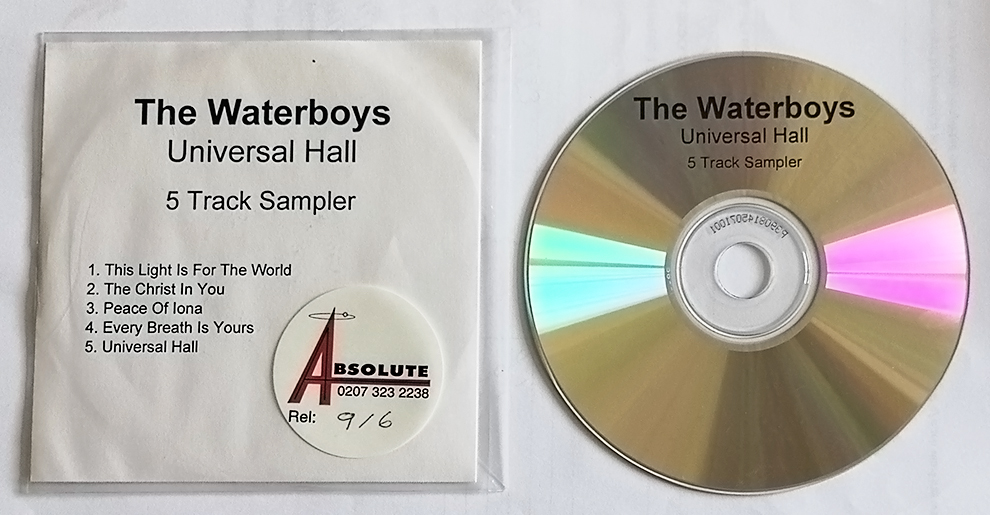 The Waterboys
Universal Hall
5 Track Sampler
1. This Light Is For The World
2. The Christ In You
3. Peace Of Iona
4. Every Breath Is Yours
5. Universal Hall
ABSOLUTE
0207 323 2238
Rel: 9/6
The Waterboys
Universal Hall
5 Track Sampler